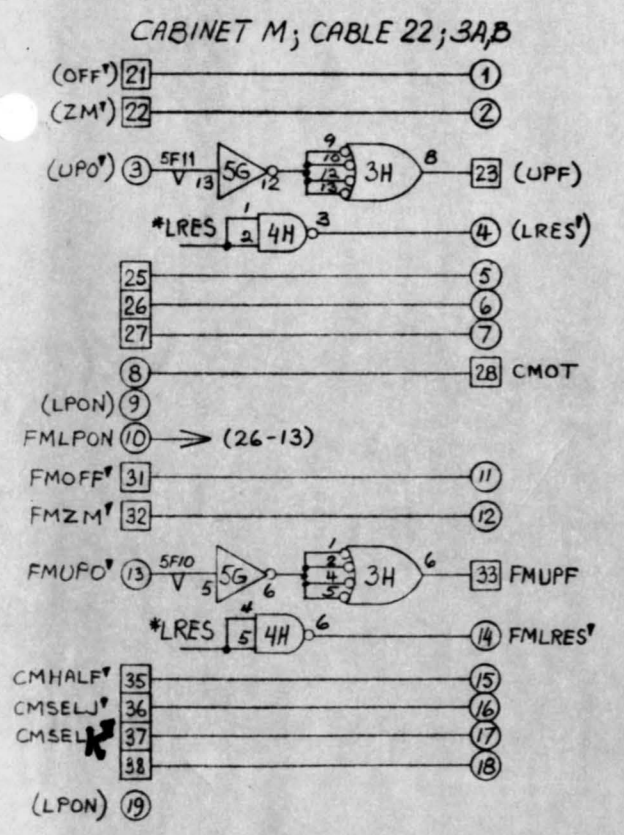 CABINET M; CABLE 22; 3A,B
(OFF') 21 1
(ZM') 22 2
(UPO') 3 5F11 13 5G 12 9 10 12 13 3H 8 23 (UPF)
*LRES 1 2 4H 3 4 (LRES')
25 5
26 6
27 7
8 28 CMOT
(LPON) 9
FMLPON 10 (26-13)
FMOFF' 31 11
FMZM' 32 12
FMUPO' 13 5F10 5 5G 6 1 2 4 5 3H 6 33 FMUPF
*LRES 4 5 4H 6 14 FMLRES'
CMHALF' 35 15
CMSELJ' 36 16
CMSELK' 37 17
38 18
(LPON) 19